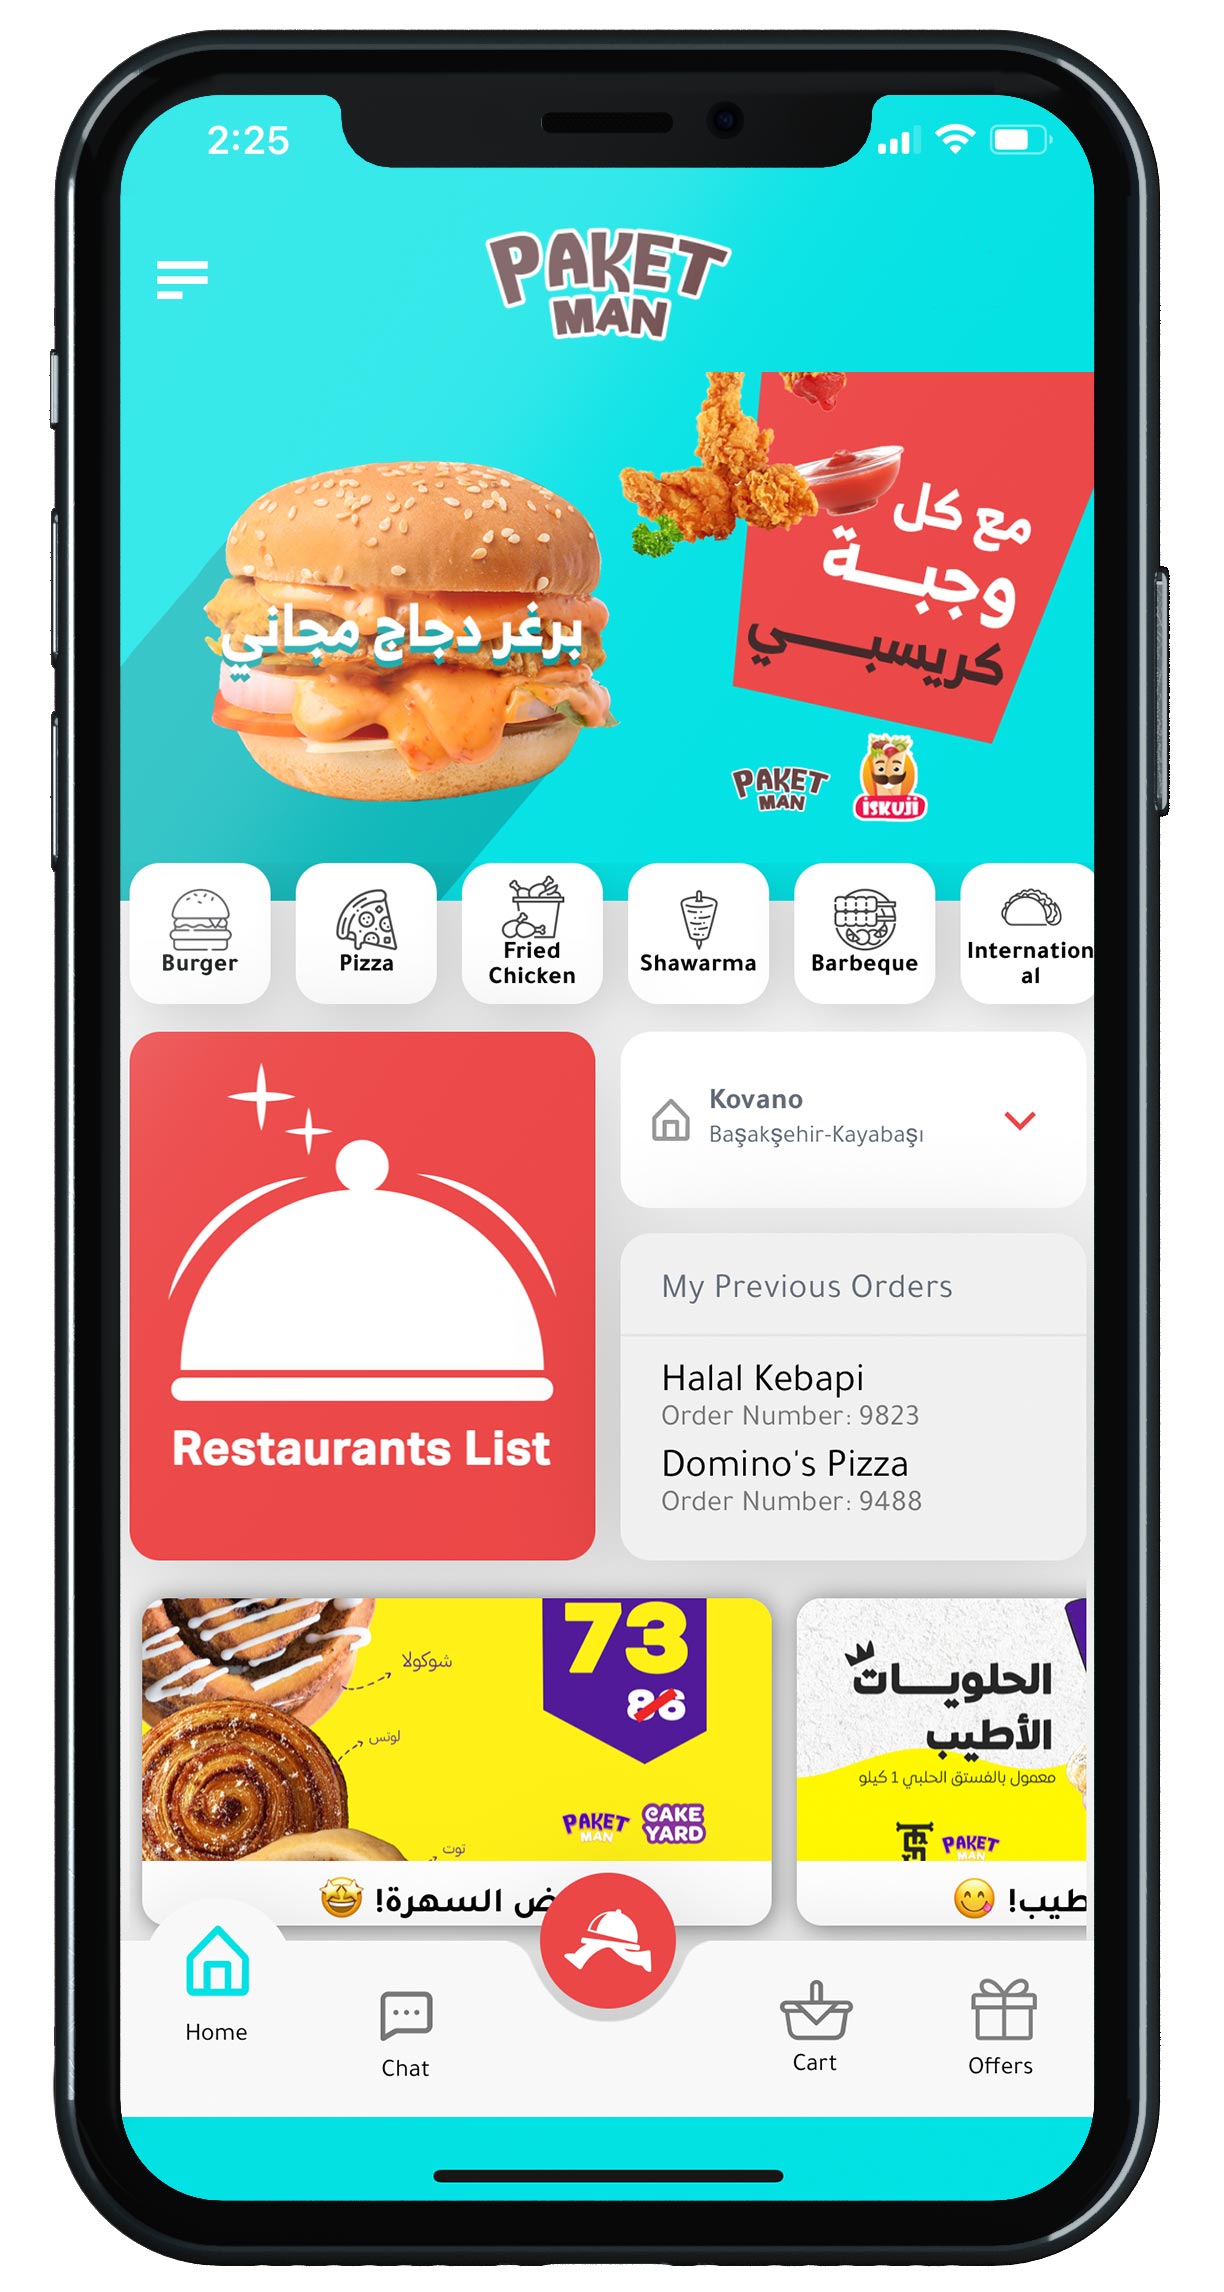 2:25
PAKET
MAN
مع كل
وجبـــة
كريسبـــي
برغر دجاج مجاني
PAKET
MAN
iSKUJi
Burger
Pizza
Fried
Chicken
Shawarma
Barbeque
Internation
al
Restaurants List
Kovano
Başakşehir-Kayabaşı
My Previous Orders
Halal Kebapi
Order Number: 9823
Domino's Pizza
Order Number: 9488
73
86
شوكولا
لوتس
توت
PAKET
MAN
CAKE
YARD
السهرة! 🤩
الحلويـــات
الأطيب
معمول بالفستق الحلبي 1 كيلو
PAKET
MAN
😋
Home
Chat
Cart
Offers